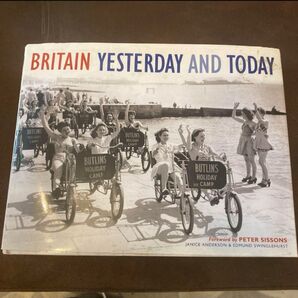 BRITAIN YESTERDAY AND TODAY
BUTLINS
HOLIDAY
CAMP
BUTLINS
HOLIDAY
CAMP
BUTLINS
HOLIDAY
CAMP
Foreword by PETER SISSONS
JANICE ANDERSON & EDMUND SWINGLEHURST